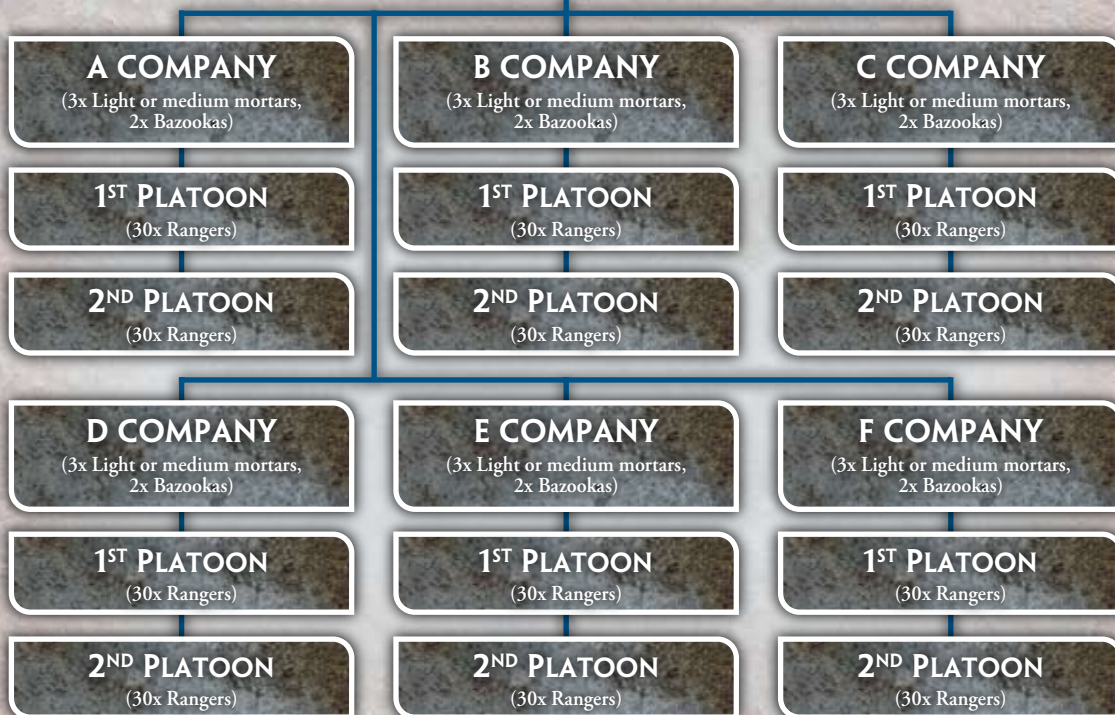 A COMPANY
(3x Light or medium mortars,
2x Bazookas)
1ST PLATOON
(30x Rangers)
2ND PLATOON
(30x Rangers)
B COMPANY
(3x Light or medium mortars,
2x Bazookas)
1ST PLATOON
(30x Rangers)
2ND PLATOON
(30x Rangers)
C COMPANY
(3x Light or medium mortars,
2x Bazookas)
1ST PLATOON
(30x Rangers)
2ND PLATOON
(30x Rangers)
D COMPANY
(3x Light or medium mortars,
2x Bazookas)
1ST PLATOON
(30x Rangers)
2ND PLATOON
(30x Rangers)
E COMPANY
(3x Light or medium mortars,
2x Bazookas)
1ST PLATOON
(30x Rangers)
2ND PLATOON
(30x Rangers)
F COMPANY
(3x Light or medium mortars,
2x Bazookas)
1ST PLATOON
(30x Rangers)
2ND PLATOON
(30x Rangers)